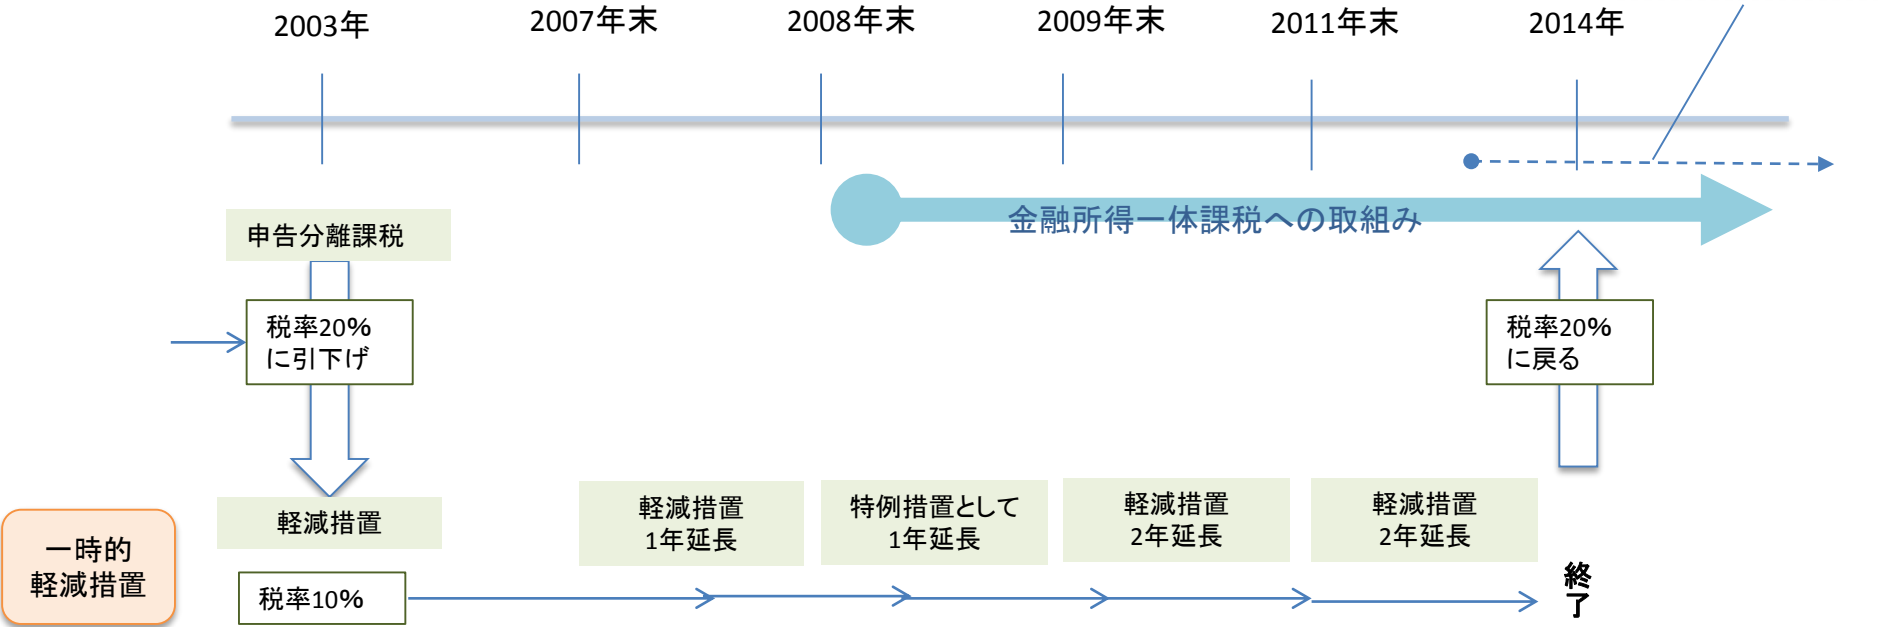 2003年
2007年末
2008年末
2009年末
2011年末
2014年
金融所得一体課税への取組み
申告分離課税
税率20%
に引下げ
税率20%
に戻る
軽減措置
軽減措置
1年延長
特例措置として
1年延長
軽減措置
2年延長
軽減措置
2年延長
一時的
軽減措置
税率10%
終
了